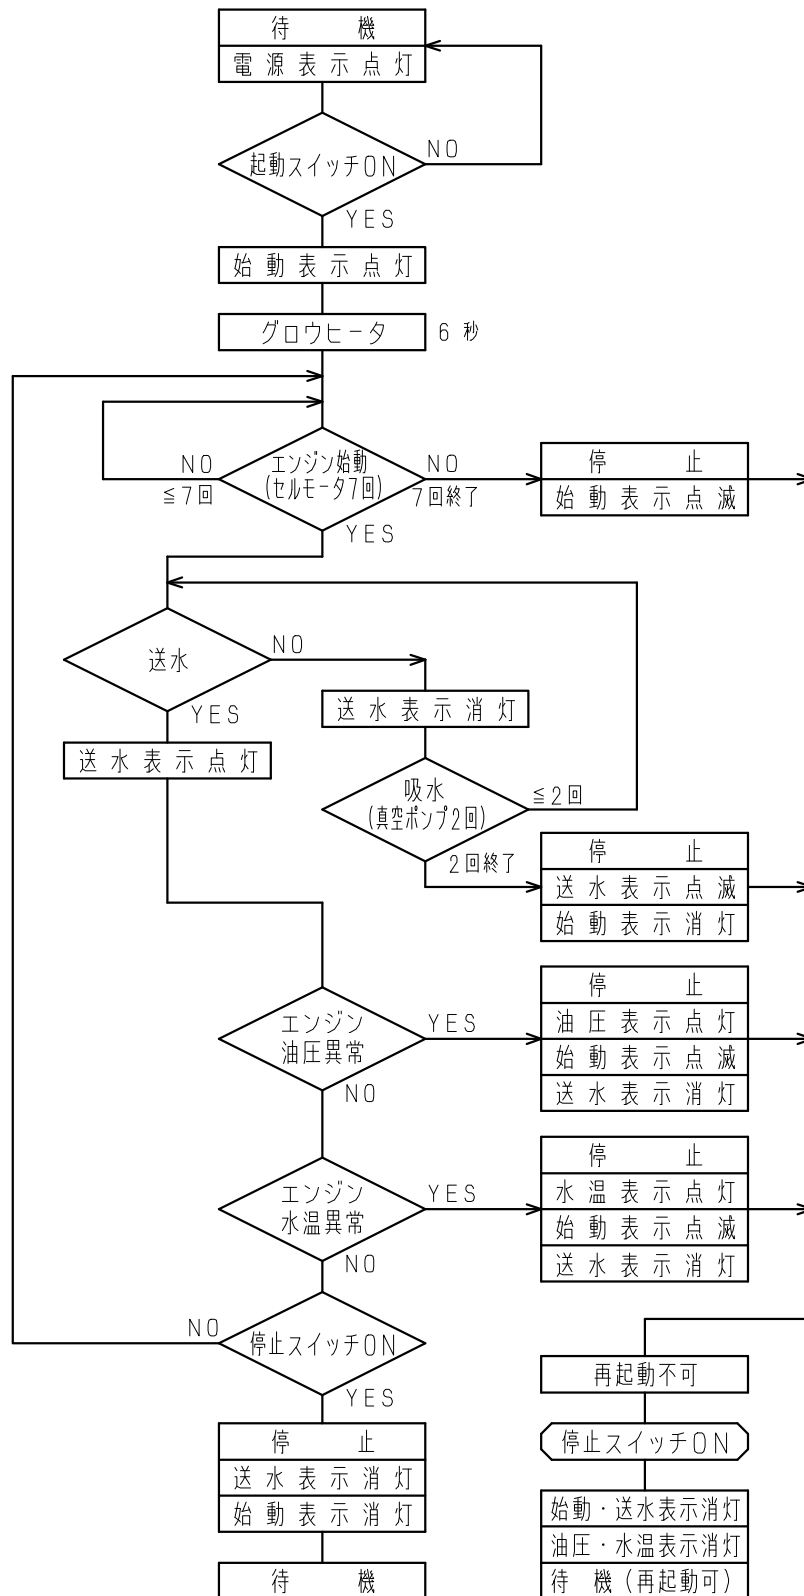 待機
電源表示点灯
起動スイッチON
NO
YES
始動表示点灯
グロウヒータ
6 秒
エンジン始動
(セルモータ7回)
NO
≦7回
NO
7回終了
停止
始動表示点滅
YES
送水
NO
YES
送水表示消灯
送水表示点灯
吸水
(真空ポンプ2回)
≦2回
2回終了
停止
送水表示点滅
始動表示消灯
エンジン
油圧異常
YES
停止
油圧表示点灯
始動表示点滅
送水表示消灯
NO
エンジン
水温異常
YES
停止
水温表示点灯
始動表示点滅
送水表示消灯
NO
停止スイッチON
NO
YES
停止
送水表示消灯
始動表示消灯
待機
再起動不可
停止スイッチON
始動・送水表示消灯
油圧・水温表示消灯
待機(再起動可)